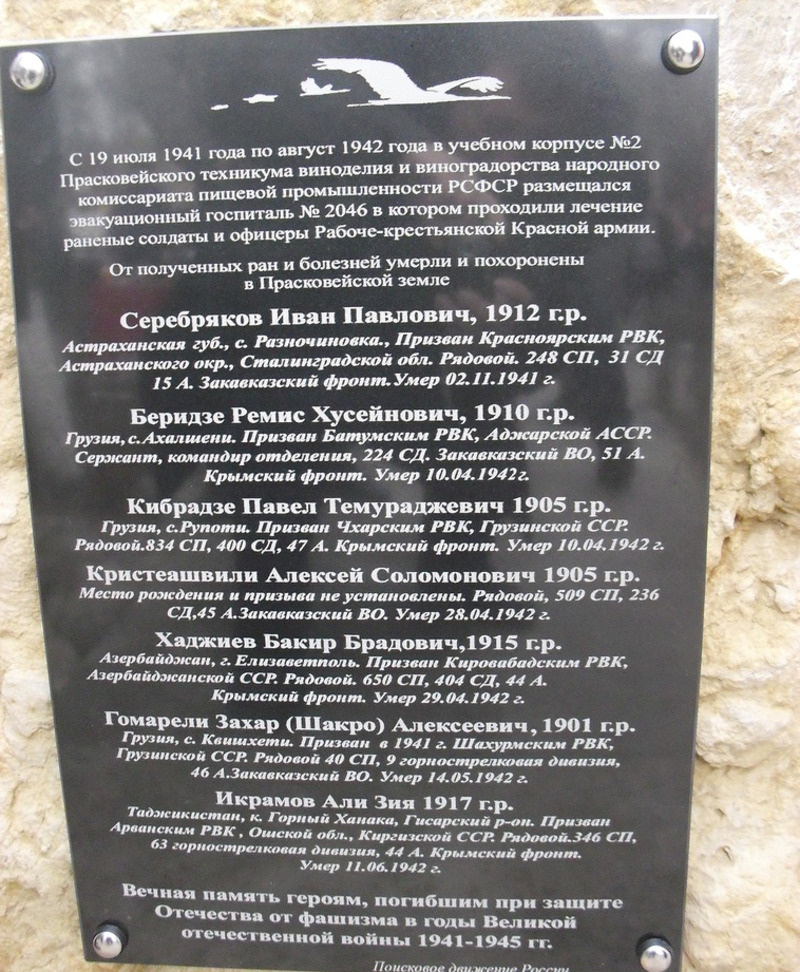 С 19 июля 1941 года по август 1942 года в учебном корпусе №2
Прасковейского техникума виноделия и виноградорства народного
комиссариата пищевой промышленности РСФСР размещался
эвакуационный госпиталь № 2046 в котором проходили лечение
раненые солдаты и офицеры Рабоче-крестьянской Красной армии.
От полученных ран и болезней умерли и похоронены
в Прасковейской земле
Серебряков Иван Павлович, 1912 г.р.
Астраханская губ., с. Разночиновка., Призван Красноярским РВК,
Астраханского окр., Сталинградской обл. Рядовой. 248 СП, 31 СД
15 А. Закавказский фронт.Умер 02.11.1941 г.
Беридзе Ремис Хусейнович, 1910 г.р.
Грузия,с.Ахалшени. Призван Батумским РВК, Аджарской АССР.
Сержант, командир отделения, 224 СД. Закавказский ВО, 51 А.
Крымский фронт. Умер 10.04.1942г.
Кибрадзе Павел Темураджевич 1905 г.р.
Грузия, с.Рупоти. Призван Чхарским РВК, Грузинской ССР.
Рядовой.834 СП, 400 СД, 47 А. Крымский фронт. Умер 10.04.1942 г.
Кристеашвили Алексей Соломонович 1905 г.р.
Место рождения и призыва не установлены. Рядовой, 509 СП, 236
СД,45 А.Закавказский ВО. Умер 28.04.1942 г.
Хаджиев Бакир Брадович,1915 г.р.
Азербайджан, г. Елизаветполь. Призван Кировабадским РВК,
Азербайджанской ССР. Рядовой. 650 СП, 404 СД, 44 А.
Крымский фронт. Умер 29.04.1942 г.
Гомарели Захар (Шакро) Алексеевич, 1901 г.р.
Грузия, с. Квишхети. Призван в 1941 г. Шахурмским РВК,
Грузинской ССР. Рядовой 40 СП, 9 горнострелковая дивизия,
46 А.Закавказский ВО. Умер 14.05.1942 г.
Икрамов Али Зия 1917 г.р.
Таджикистан, к. Горный Ханака, Гисарский р-он. Призван
Арванским РВК , Ошской обл., Киргизской ССР. Рядовой.346 СП,
63 горнострелковая дивизия, 44 А. Крымский фронт.
Умер 11.06.1942 г.
Вечная память героям, погибшим при защите
Отечества от фашизма в годы Великой
отечественной войны 1941-1945 гг.
Поисковое движение России